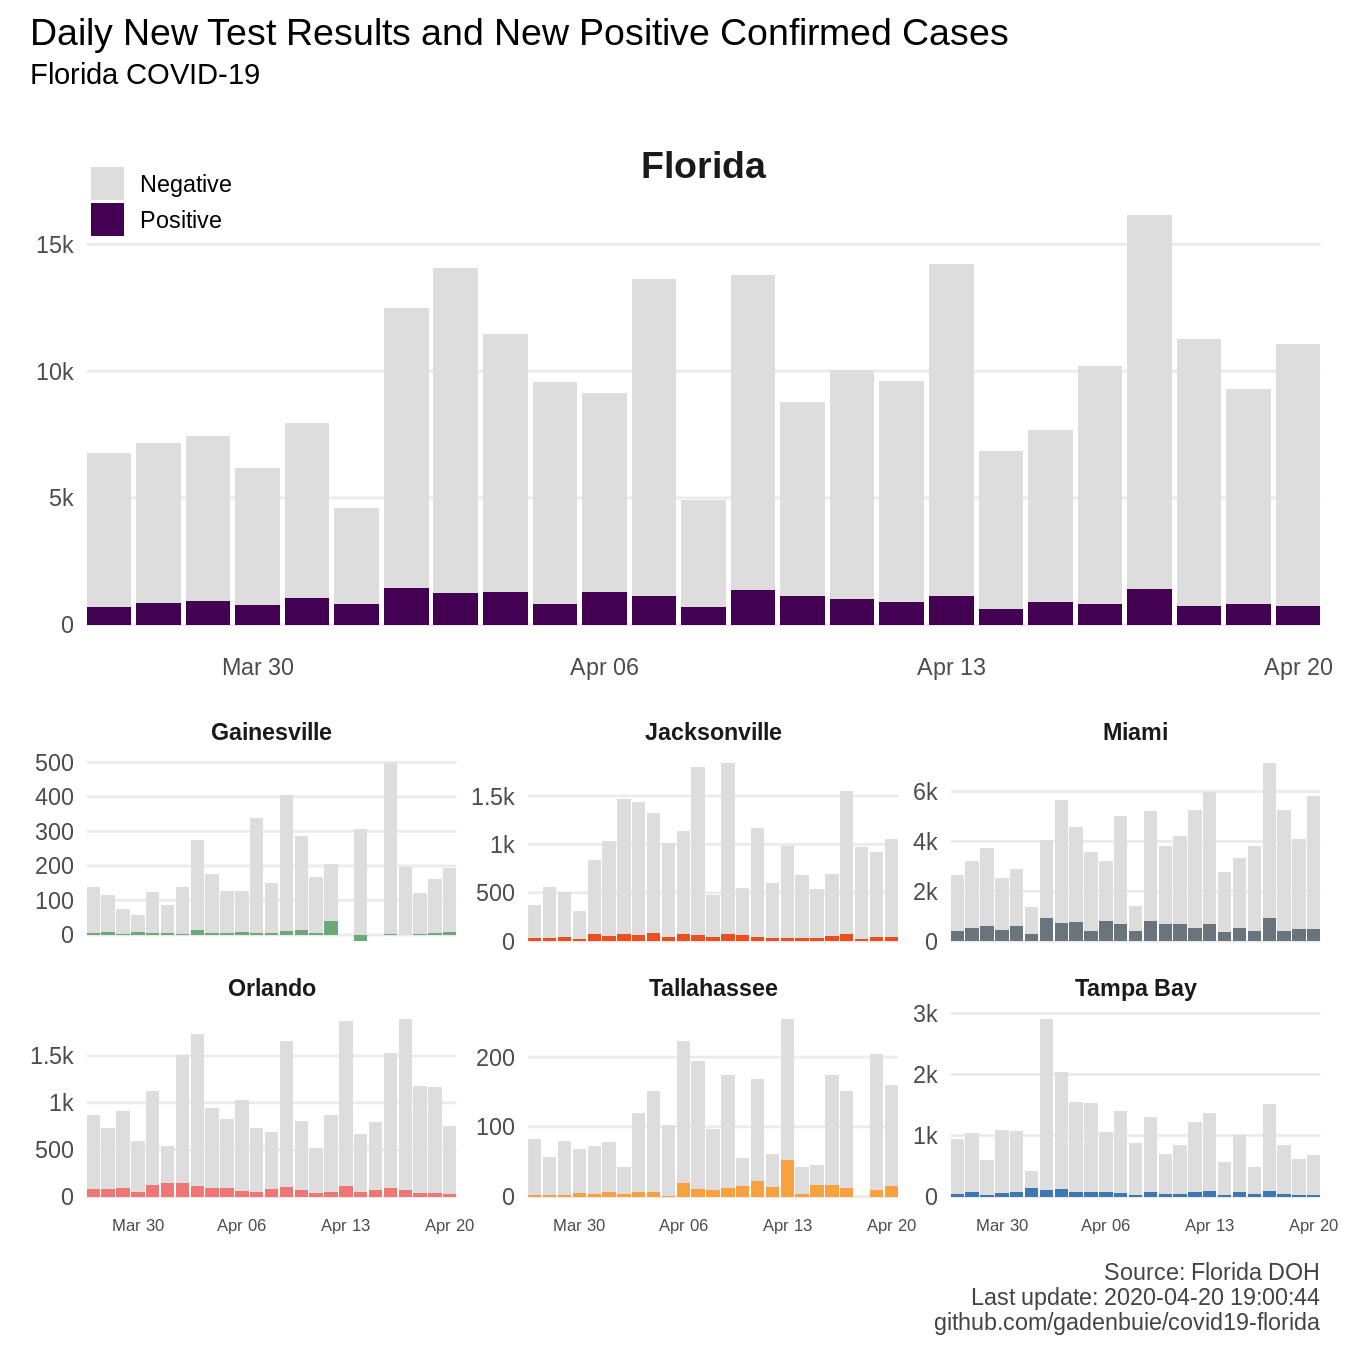 Daily New Test Results and New Positive Confirmed Cases
Florida COVID-19
Florida
Negative
Positive
15k
10k
5k
0
Mar 30 Apr 06 Apr 13 Apr 20
Gainesville
500
400
300
200
100
0
Jacksonville
1.5k
1k
500
0
Miami
6k
4k
2k
0
Orlando
1.5k
1k
500
0
Mar 30 Apr 06 Apr 13 Apr 20
Tallahassee
200
100
0
Mar 30 Apr 06 Apr 13 Apr 20
Tampa Bay
3k
2k
1k
0
Mar 30 Apr 06 Apr 13 Apr 20
Source: Florida DOH
Last update: 2020-04-20 19:00:44
github.com/gadenbuie/covid19-florida